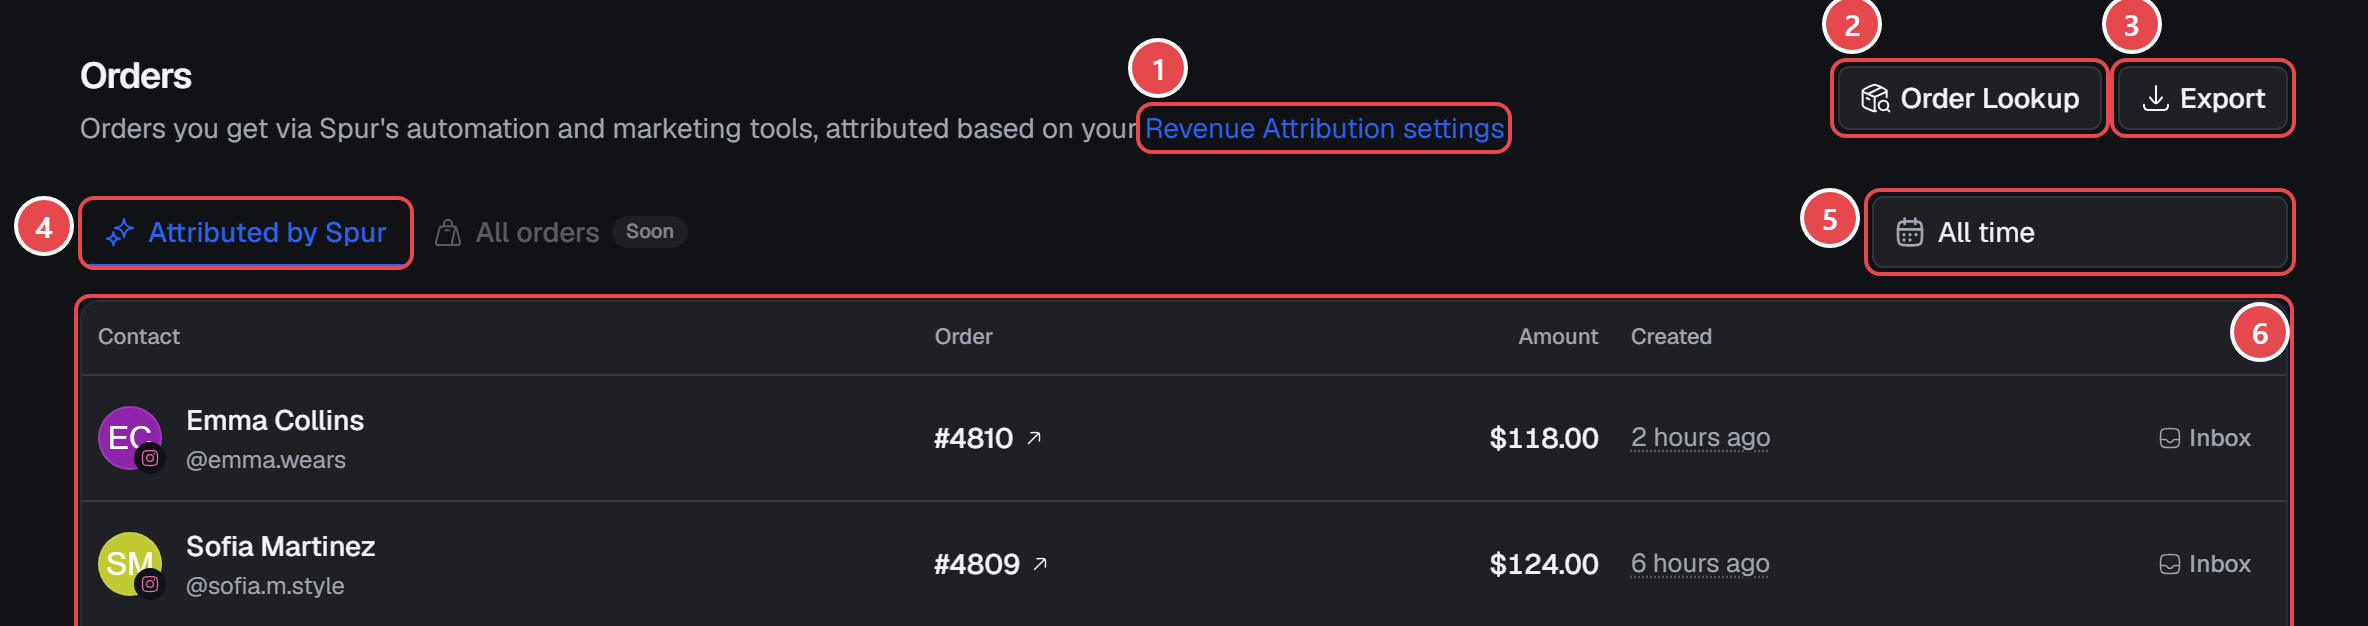 2
3
1
Orders
Order Lookup
Export
Orders you get via Spur's automation and marketing tools, attributed based on your Revenue Attribution settings
4
Attributed by Spur
All orders
Soon
5
All time
Contact
Order
Amount
Created
6
EC
Emma Collins
@emma.wears
#4810
$118.00
2 hours ago
Inbox
SM
Sofia Martinez
@sofia.m.style
#4809
$124.00
6 hours ago
Inbox